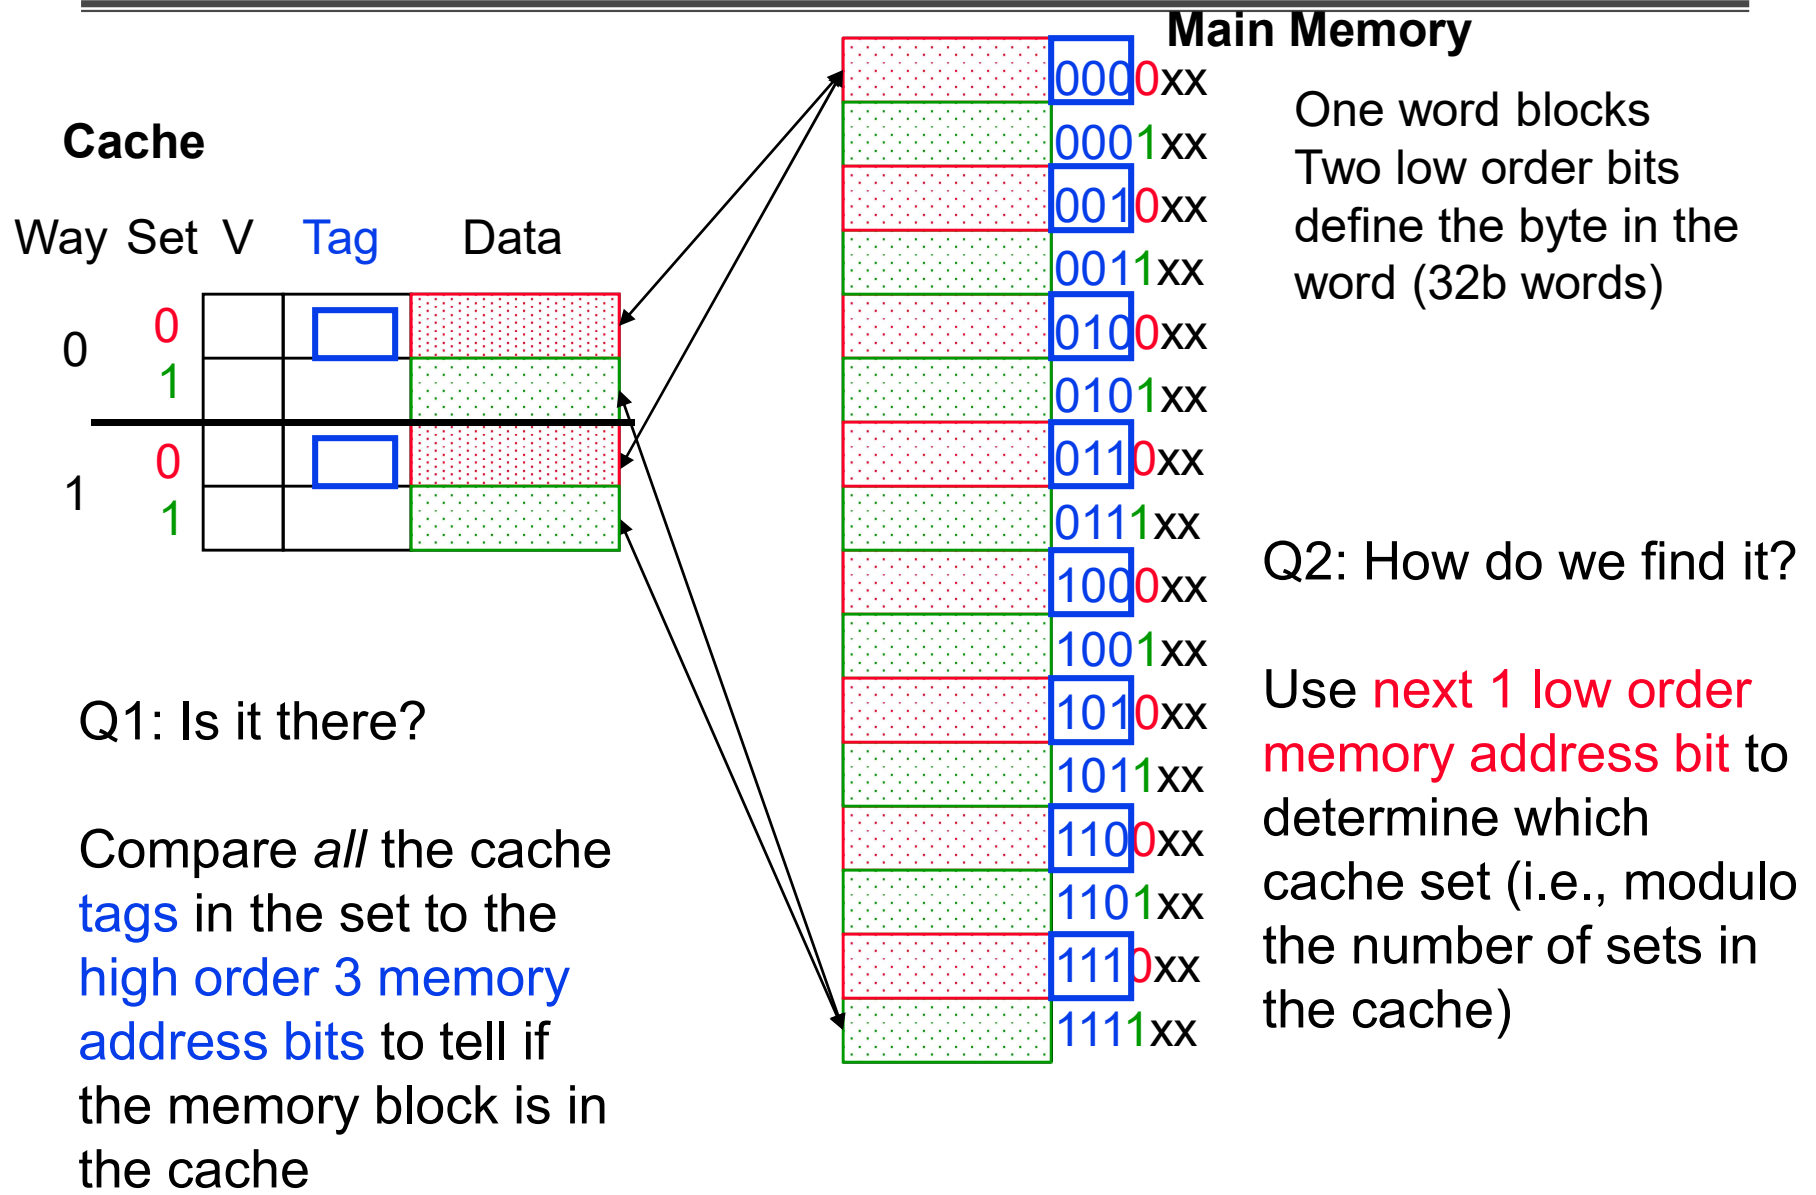 Main Memory
Cache
Way Set V Tag Data
0
0
1
1
0
1
0000xx
0001xx
0010xx
0011xx
0100xx
0101xx
0110xx
0111xx
1000xx
1001xx
1010xx
1011xx
1100xx
1101xx
1110xx
1111xx
One word blocks
Two low order bits
define the byte in the
word (32b words)
Q1: Is it there?
Compare all the cache
tags in the set to the
high order 3 memory
address bits to tell if
the memory block is in
the cache
Q2: How do we find it?
Use next 1 low order
memory address bit to
determine which
cache set (i.e., modulo
the number of sets in
the cache)